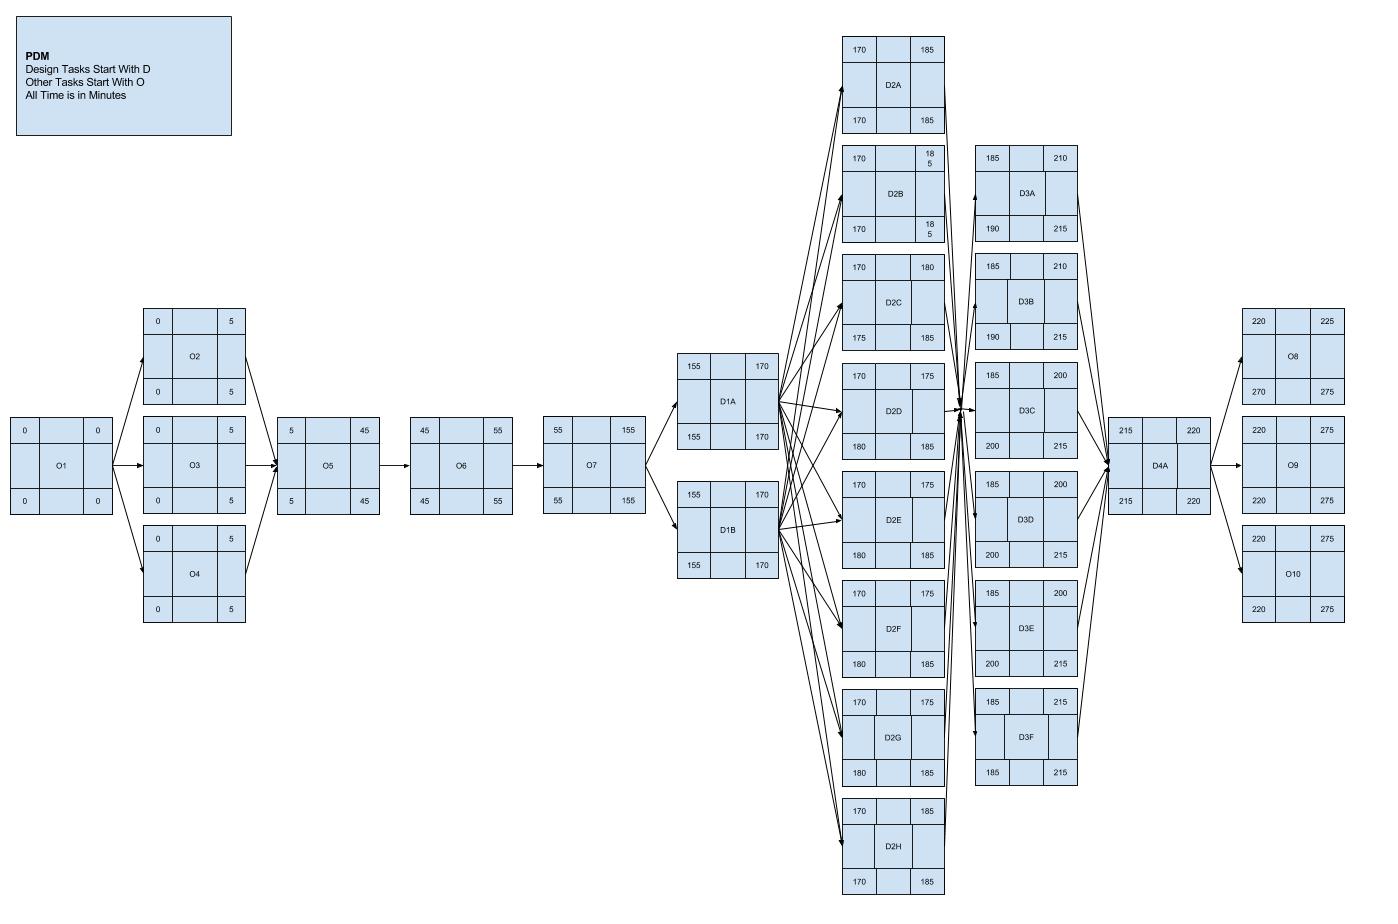 PDM
Design Tasks Start With D
Other Tasks Start With O
All Time is in Minutes
0 0
O1
0 0
0 5
O2
0 5
0 5
O3
0 5
0 5
O4
0 5
5 45
O5
5 45
45 55
O6
45 55
55 155
O7
55 155
155 170
D1A
155 170
155 170
D1B
155 170
170 185
D2A
170 185
170 18
5
D2B
170 18
5
170 180
D2C
175 185
170 175
D2D
180 185
170 175
D2E
180 185
170 175
D2F
180 185
170 175
D2G
180 185
170 185
D2H
170 185
185 210
D3A
190 215
185 210
D3B
190 215
185 200
D3C
200 215
185 200
D3D
200 215
185 200
D3E
200 215
185 215
D3F
185 215
215 220
D4A
215 220
220 225
O8
270 275
220 275
O9
220 275
220 275
O10
220 275